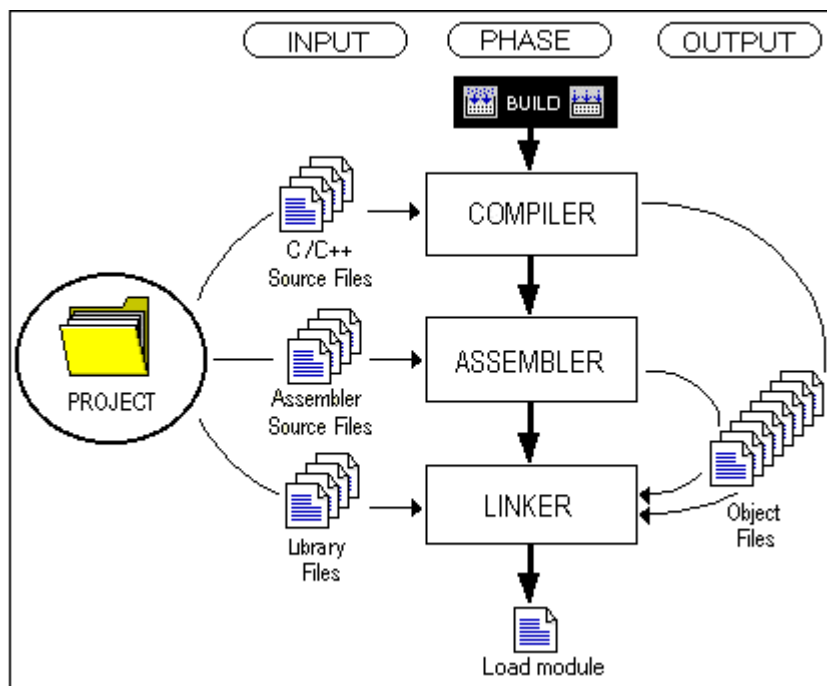 INPUT
PHASE
OUTPUT
BUILD
COMPILER
C/C++
Source Files
ASSEMBLER
PROJECT
Assembler
Source Files
LINKER
Object
Files
Library
Files
Load module